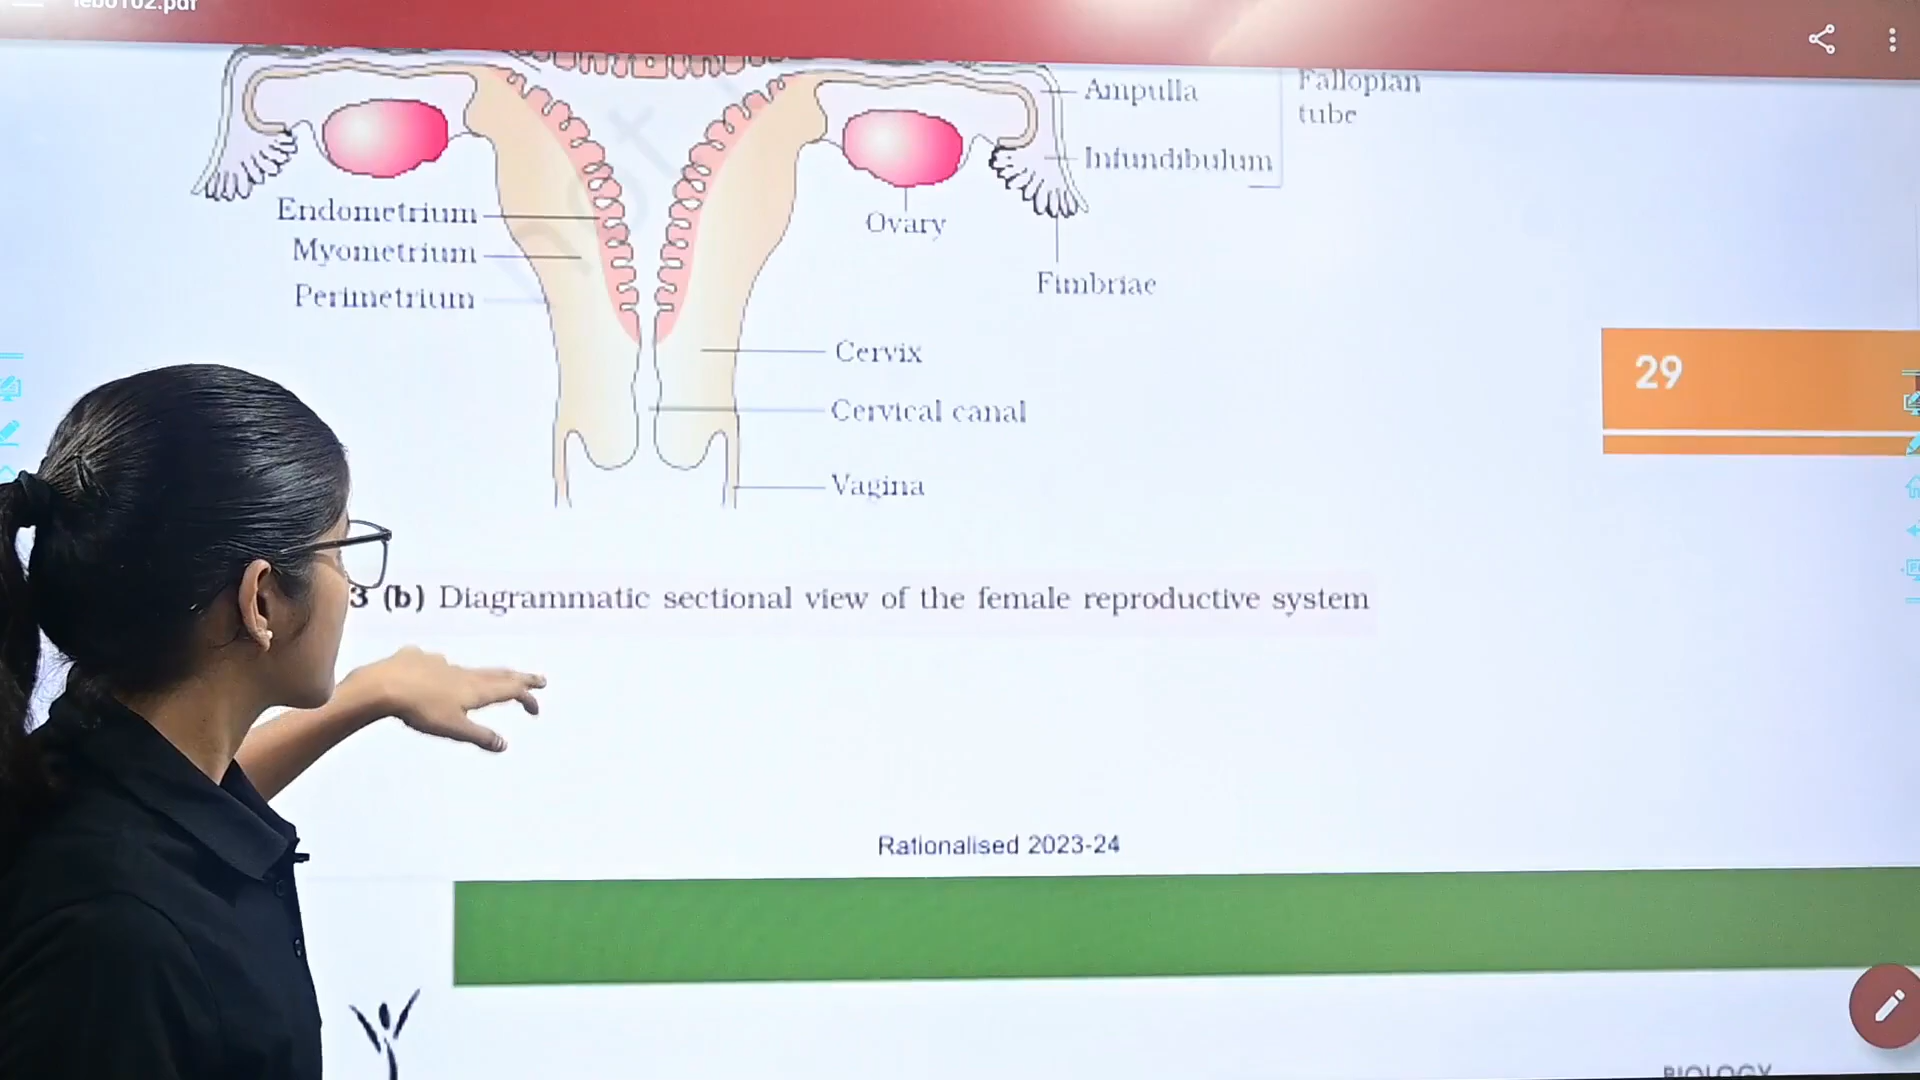 Ampulla
Fallopian
tube
Infundibulum
Endometrium
Ovary
Myometrium
Fimbriae
Perimetrium
Cervix
29
Cervical canal
Vagina
3 (b) Diagrammatic sectional view of the female reproductive system
Rationalised 2023-24
BIOLOGY